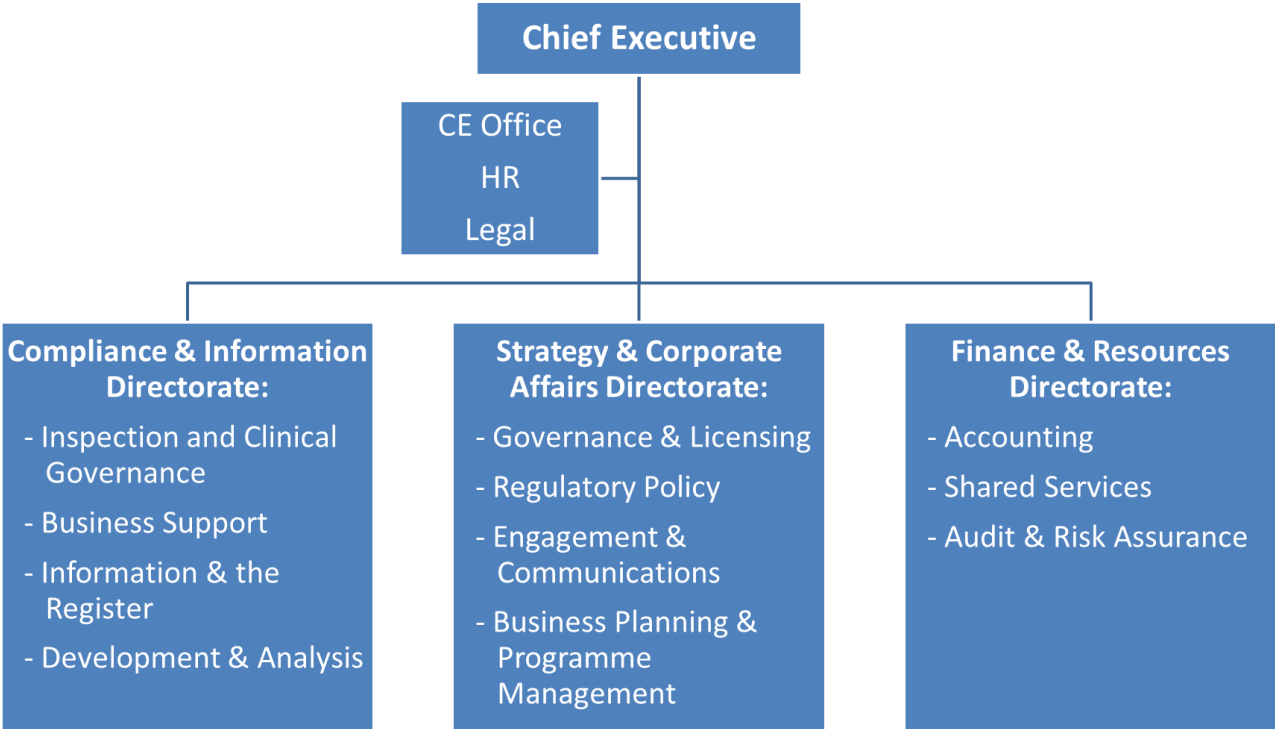 Chief Executive
CE Office
HR
Legal
Compliance & Information
Directorate:
- Inspection and Clinical
Governance
- Business Support
- Information & the
Register
- Development & Analysis
Strategy & Corporate
Affairs Directorate:
- Governance & Licensing
- Regulatory Policy
- Engagement &
Communications
- Business Planning &
Programme
Management
Finance & Resources
Directorate:
- Accounting
- Shared Services
- Audit & Risk Assurance